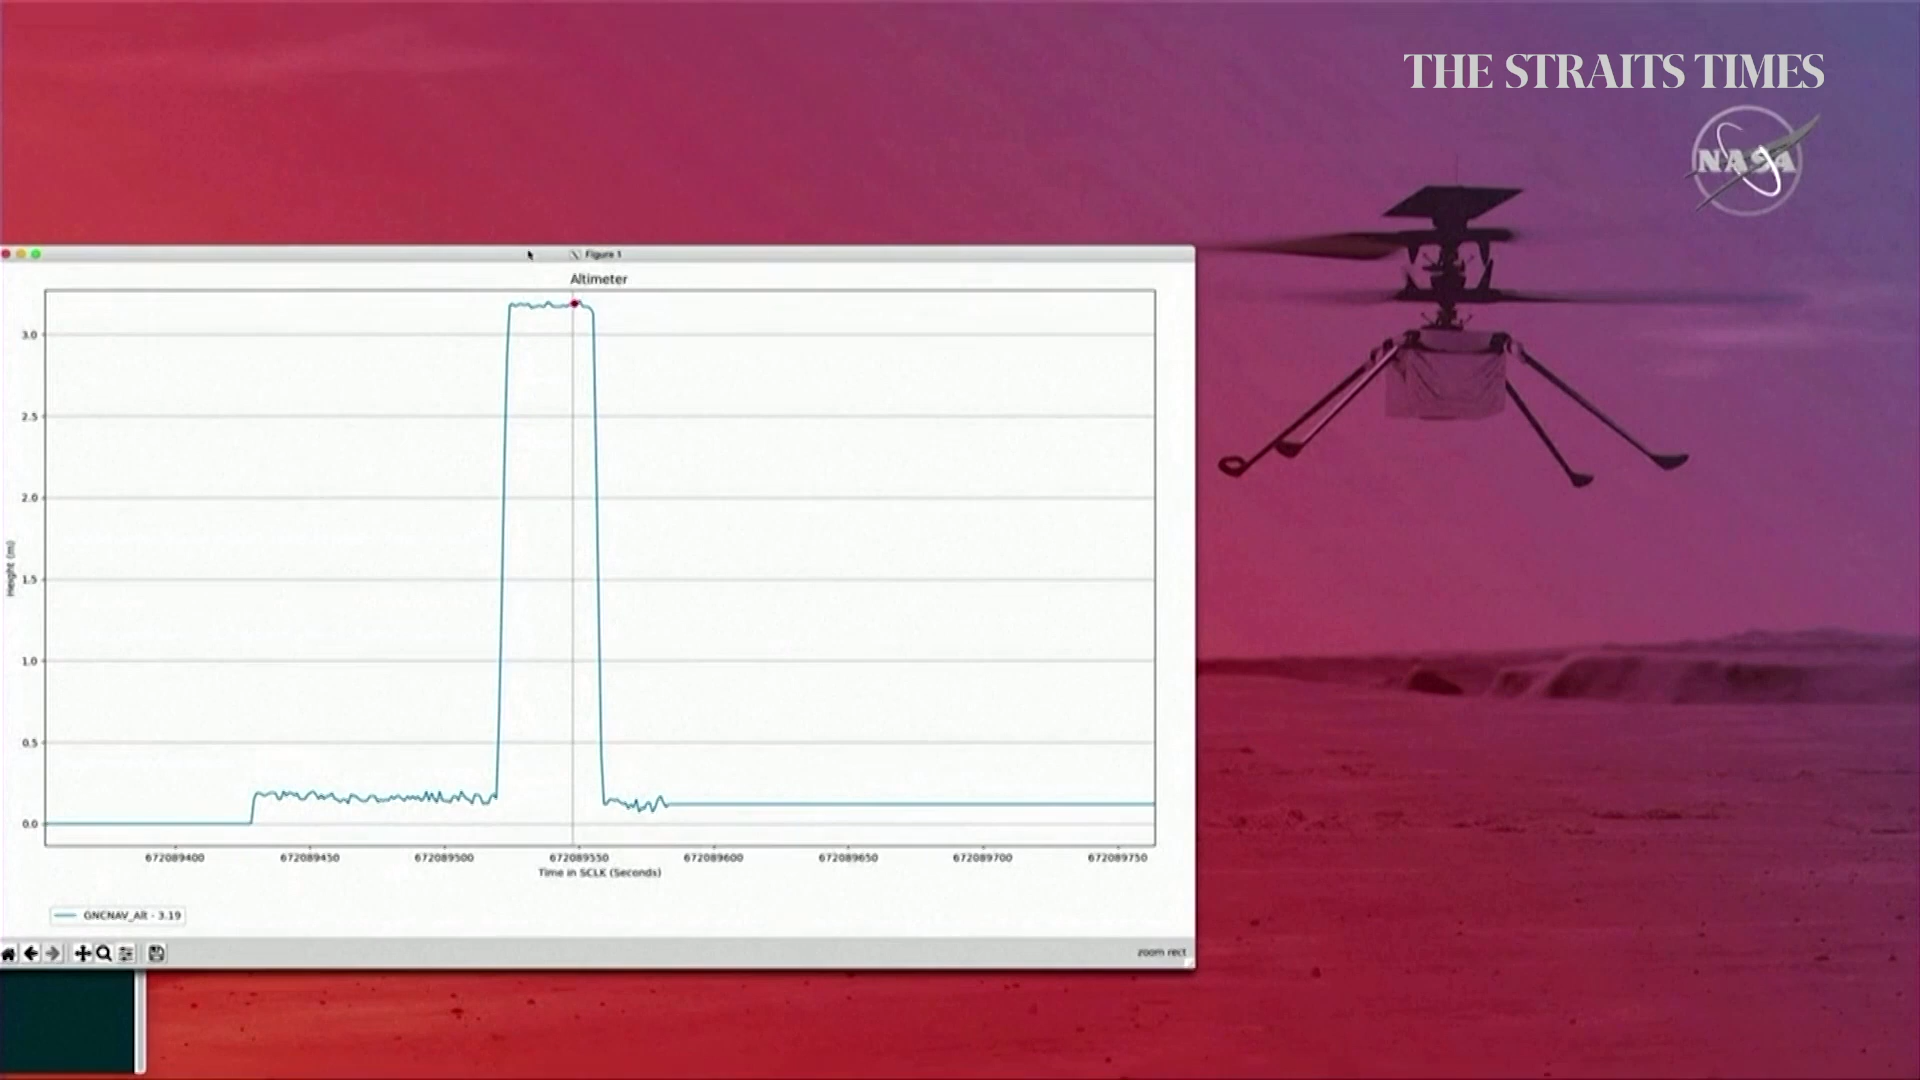 THE STRAITS TIMES
NASA
Figure 1
Altimeter
3.0
2.5
2.0
1.5
1.0
0.5
0.0
Height (m)
672089400 672089450 672089500 672089550 672089600 672089650 672089700 672089750
Time in SCLK (Seconds)
GNCNAV_Alt - 3.19
zoom rect